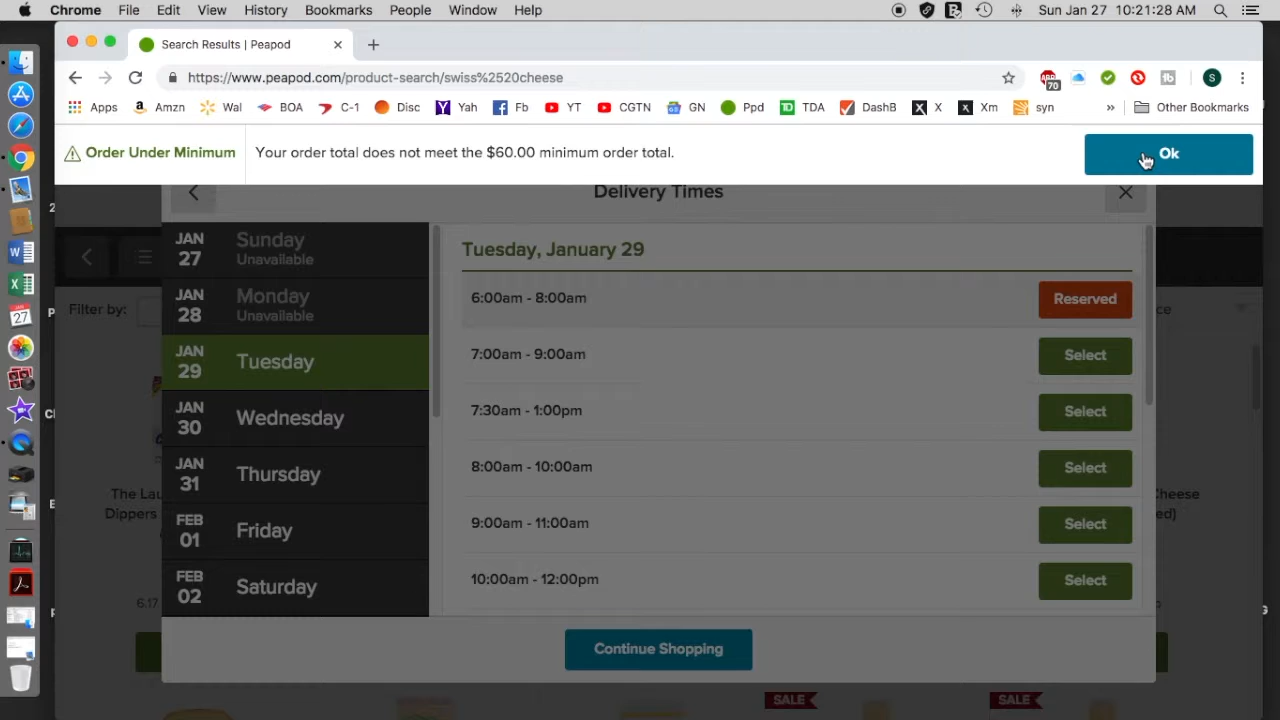 Chrome File Edit View History Bookmarks People Window Help Sun Jan 27 10:21:28 AM
Search Results | Peapod
https://www.peapod.com/product-search/swiss%2520cheese
70
S
Apps Amzn Wal BOA C-1 Disc Yah Fb YT CGTN GN Ppd TDA DashB X Xm syn » Other Bookmarks
Order Under Minimum
Your order total does not meet the $60.00 minimum order total.
Ok
Delivery Times
JAN 27 Sunday Unavailable
JAN 28 Monday Unavailable
JAN 29 Tuesday
JAN 30 Wednesday
JAN 31 Thursday
FEB 01 Friday
FEB 02 Saturday
Tuesday, January 29
6:00am - 8:00am Reserved
7:00am - 9:00am Select
7:30am - 1:00pm Select
8:00am - 10:00am Select
9:00am - 11:00am Select
10:00am - 12:00pm Select
Continue Shopping
Filter by:
The Lau
Dippers
6.17
Cheese
SALE
SALE